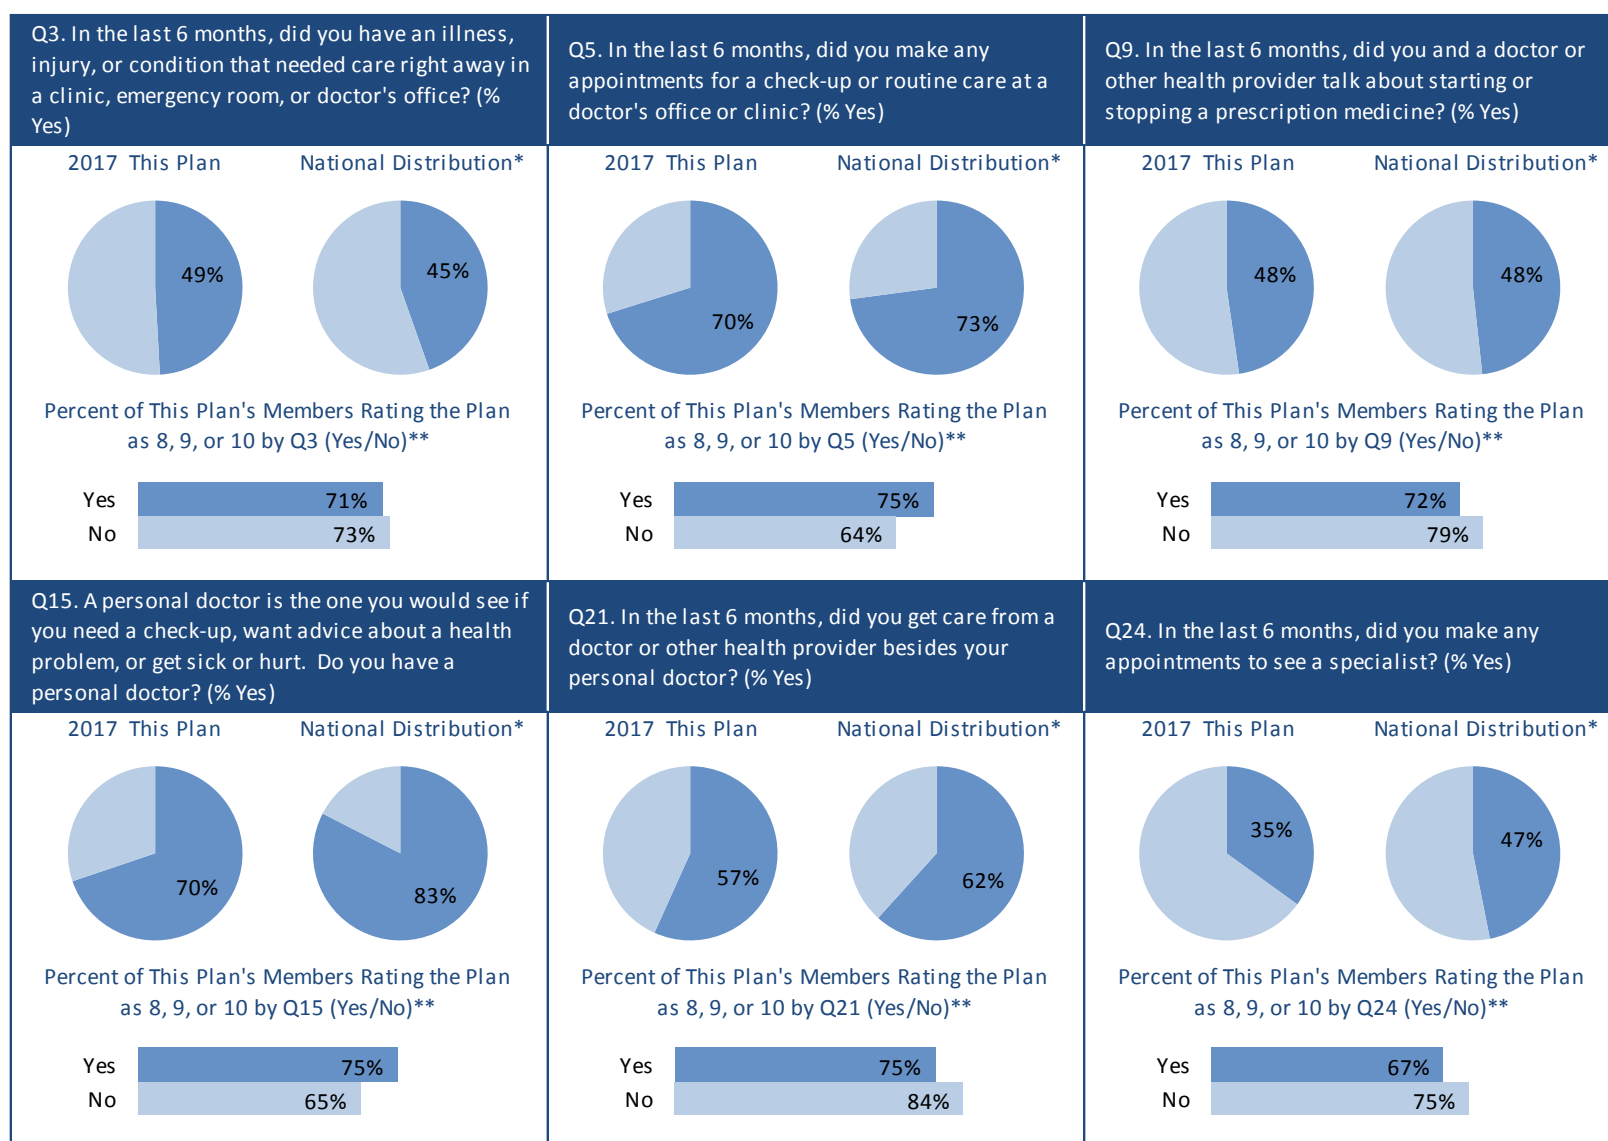 Q3. In the last 6 months, did you have an illness,
injury, or condition that needed care right away in
a clinic, emergency room, or doctor's office? (%
Yes)
Q5. In the last 6 months, did you make any
appointments for a check-up or routine care at a
doctor's office or clinic? (% Yes)
Q9. In the last 6 months, did you and a doctor or
other health provider talk about starting or
stopping a prescription medicine? (% Yes)
2017 This Plan
National Distribution*
49%
45%
Percent of This Plan's Members Rating the Plan
as 8, 9, or 10 by Q3 (Yes/No)**
Yes 71%
No 73%
2017 This Plan
National Distribution*
70%
73%
Percent of This Plan's Members Rating the Plan
as 8, 9, or 10 by Q5 (Yes/No)**
Yes 75%
No 64%
2017 This Plan
National Distribution*
48%
48%
Percent of This Plan's Members Rating the Plan
as 8, 9, or 10 by Q9 (Yes/No)**
Yes 72%
No 79%
Q15. A personal doctor is the one you would see if
you need a check-up, want advice about a health
problem, or get sick or hurt. Do you have a
personal doctor? (% Yes)
Q21. In the last 6 months, did you get care from a
doctor or other health provider besides your
personal doctor? (% Yes)
Q24. In the last 6 months, did you make any
appointments to see a specialist? (% Yes)
2017 This Plan
National Distribution*
70%
83%
Percent of This Plan's Members Rating the Plan
as 8, 9, or 10 by Q15 (Yes/No)**
Yes 75%
No 65%
2017 This Plan
National Distribution*
57%
62%
Percent of This Plan's Members Rating the Plan
as 8, 9, or 10 by Q21 (Yes/No)**
Yes 75%
No 84%
2017 This Plan
National Distribution*
35%
47%
Percent of This Plan's Members Rating the Plan
as 8, 9, or 10 by Q24 (Yes/No)**
Yes 67%
No 75%